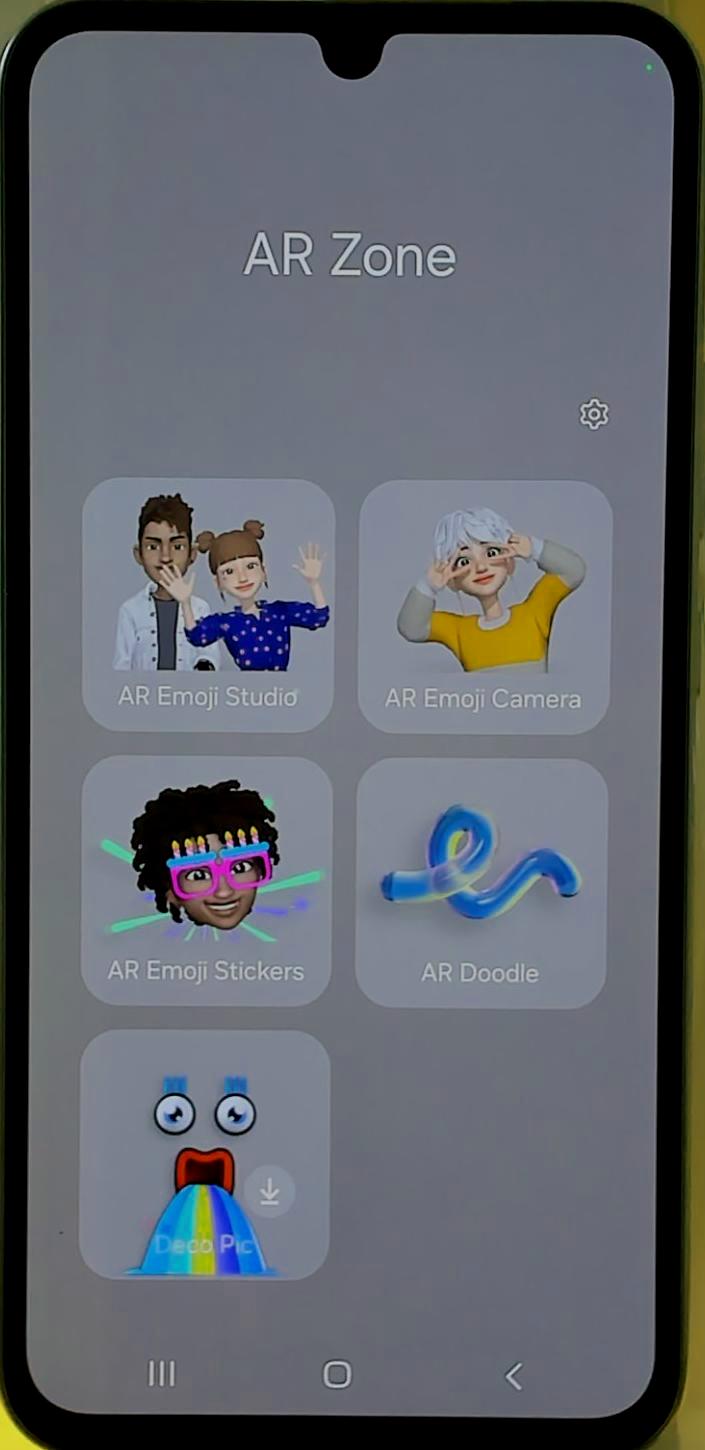 AR Zone
AR Emoji Studio
AR Emoji Camera
AR Emoji Stickers
AR Doodle
Deco Pic